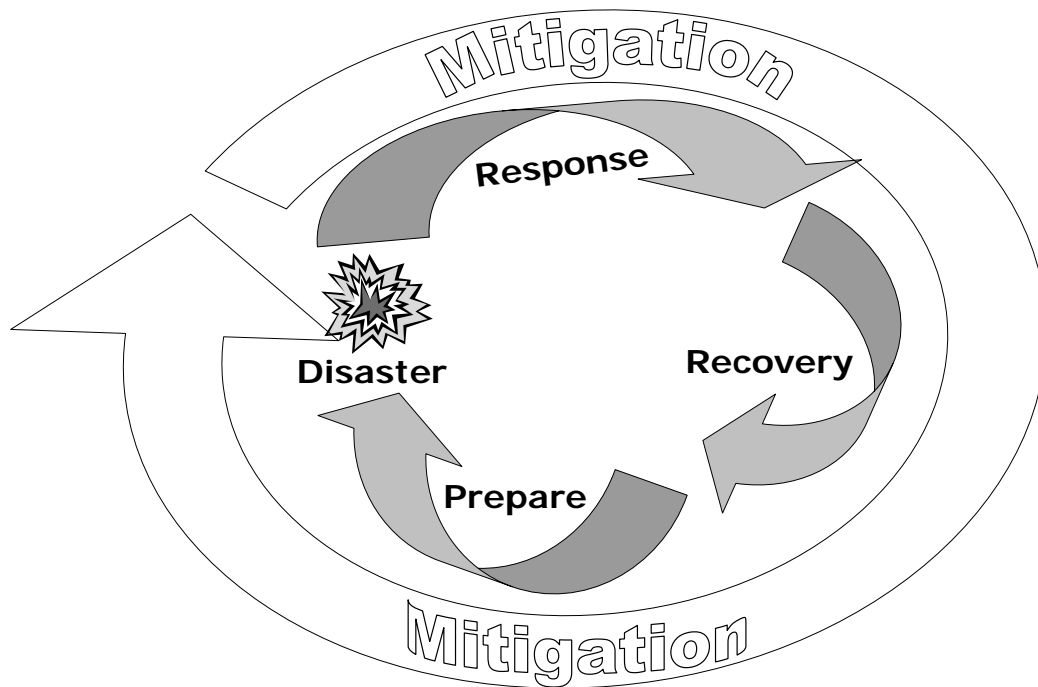 Mitigation
Response
Disaster
Recovery
Prepare
Mitigation